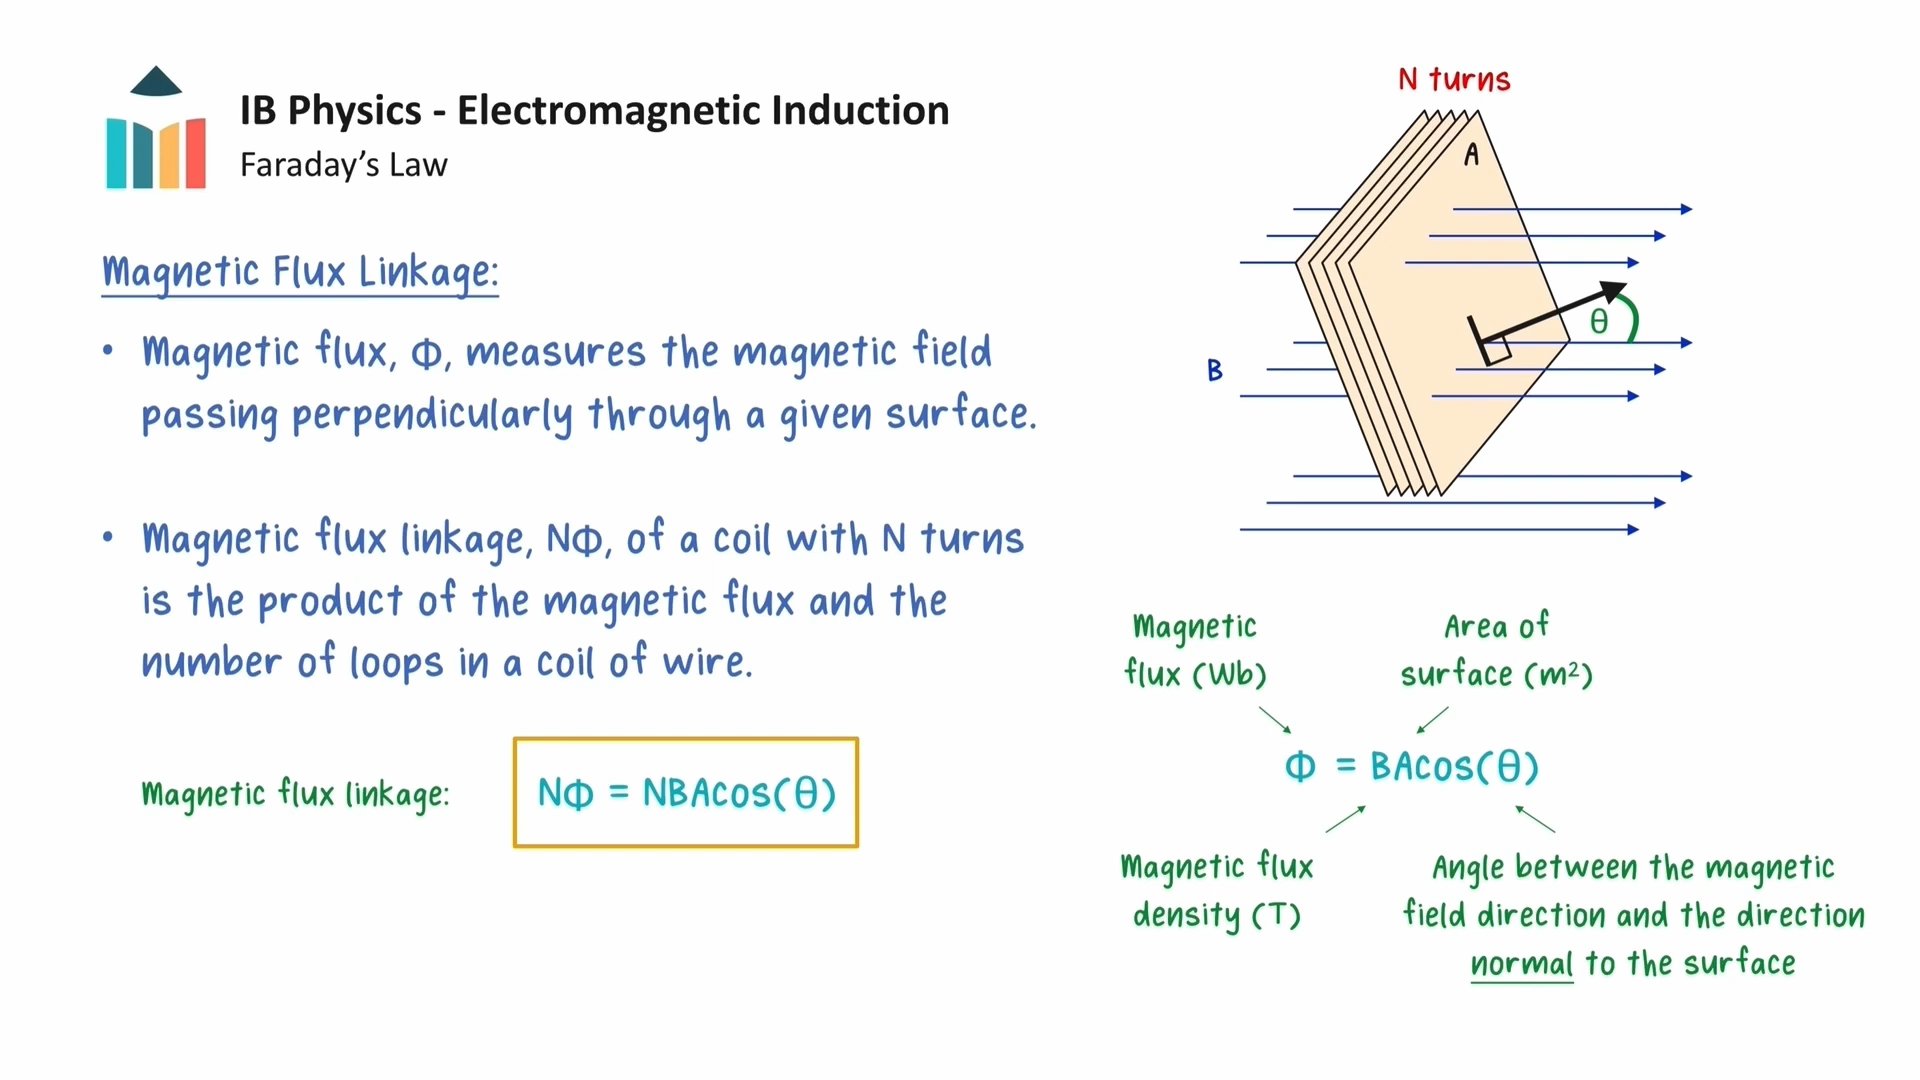 IB Physics - Electromagnetic Induction
Faraday's Law
Magnetic Flux Linkage:
• Magnetic flux, Φ, measures the magnetic field
passing perpendicularly through a given surface.
• Magnetic flux linkage, NΦ, of a coil with N turns
is the product of the magnetic flux and the
number of loops in a coil of wire.
Magnetic flux linkage:
NΦ = NBAcos(θ)
N turns
A
θ
B
Magnetic
flux (Wb)
Area of
surface (m²)
Φ = BAcos(θ)
Magnetic flux
density (T)
Angle between the magnetic
field direction and the direction
normal to the surface